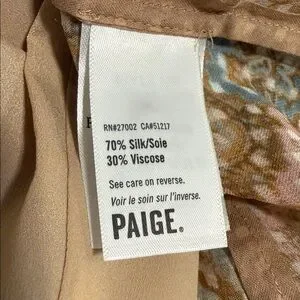 RN#27002 CA#51217
70% Silk/Soie
30% Viscose
See care on reverse.
Voir le soin sur l'inverse.
PAIGE.